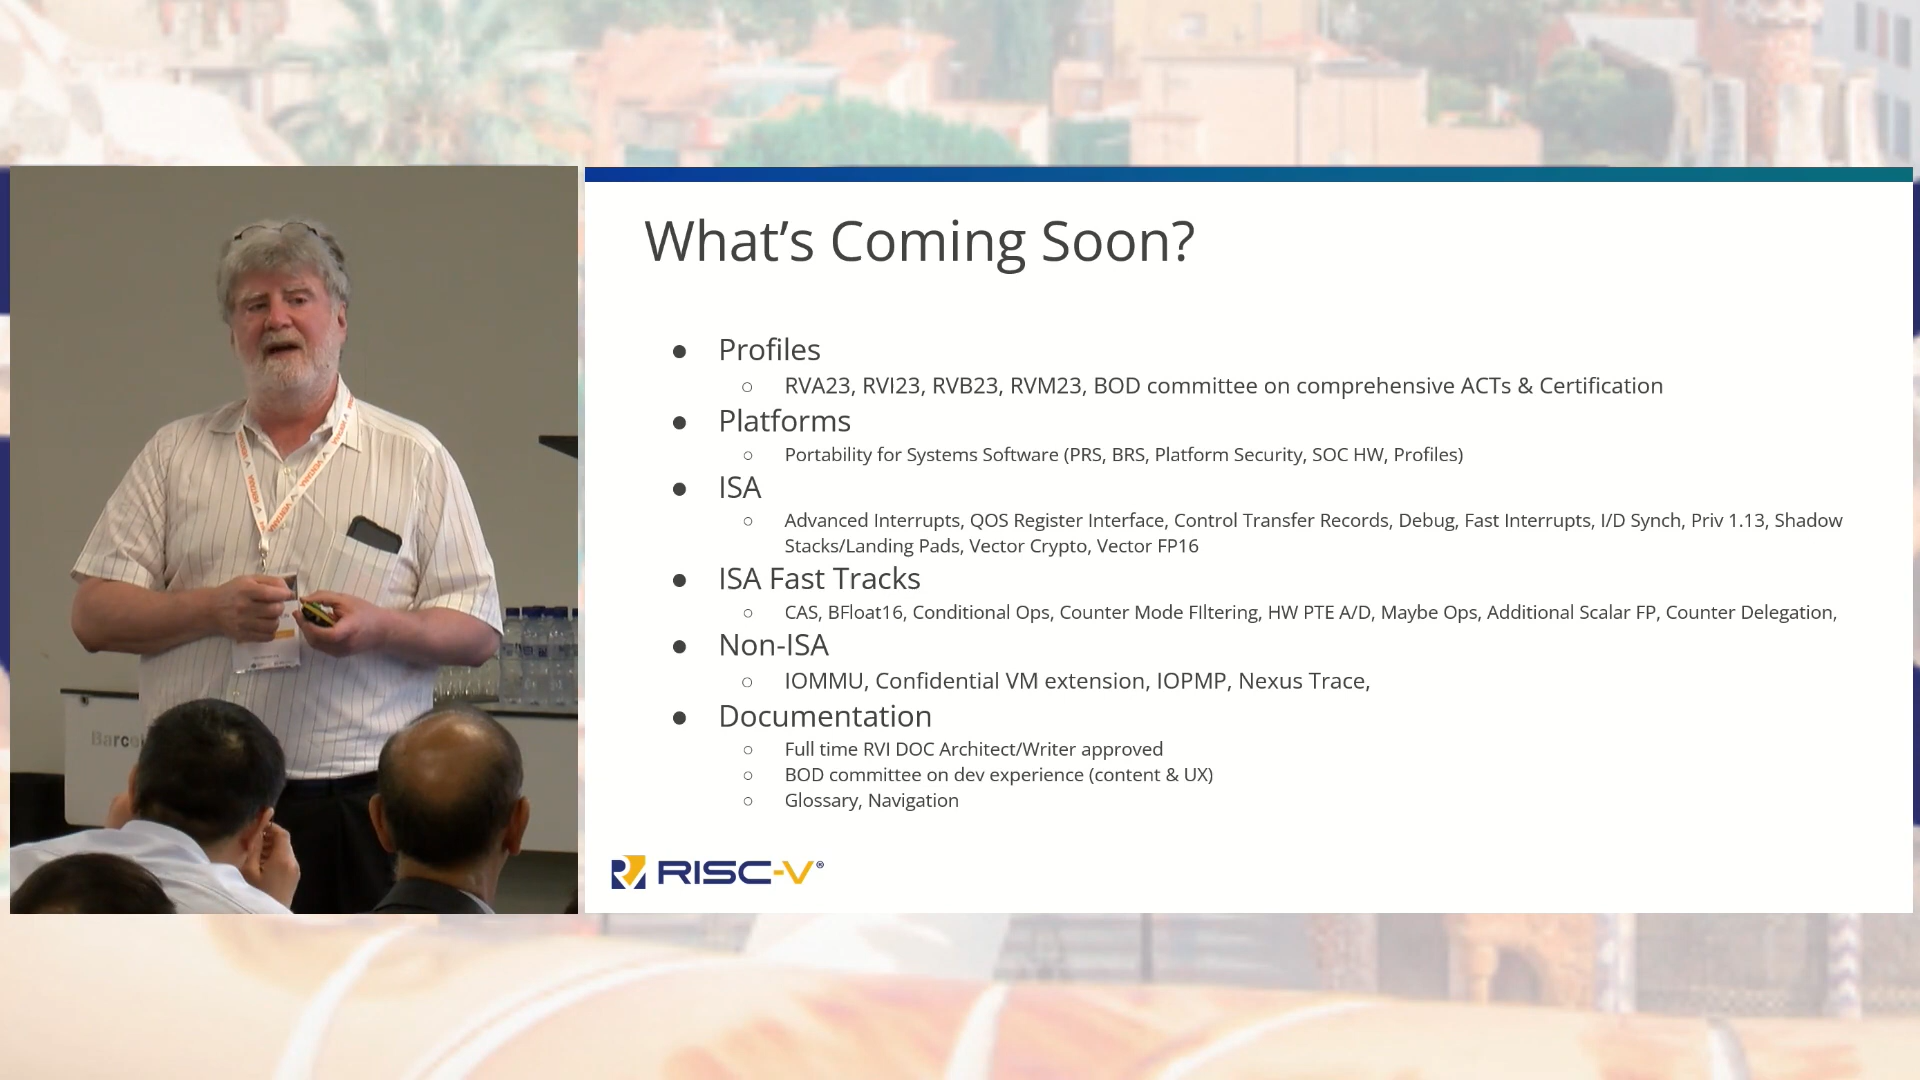 What's Coming Soon?
Profiles
RVA23, RVI23, RVB23, RVM23, BOD committee on comprehensive ACTs & Certification
Platforms
Portability for Systems Software (PRS, BRS, Platform Security, SOC HW, Profiles)
ISA
Advanced Interrupts, QOS Register Interface, Control Transfer Records, Debug, Fast Interrupts, I/D Synch, Priv 1.13, Shadow
Stacks/Landing Pads, Vector Crypto, Vector FP16
ISA Fast Tracks
CAS, BFloat16, Conditional Ops, Counter Mode FIltering, HW PTE A/D, Maybe Ops, Additional Scalar FP, Counter Delegation,
Non-ISA
IOMMU, Confidential VM extension, IOPMP, Nexus Trace,
Documentation
Full time RVI DOC Architect/Writer approved
BOD committee on dev experience (content & UX)
Glossary, Navigation
RISC-V®
VENTANA
VENTANA